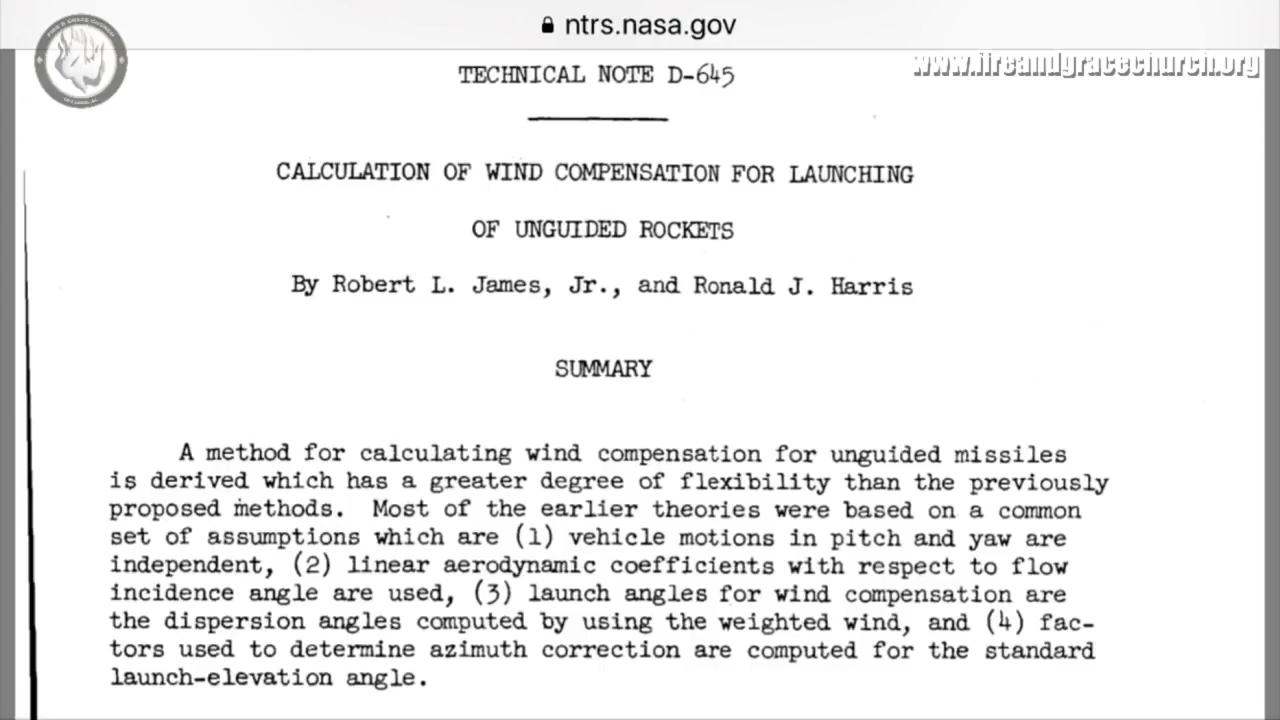 ntrs.nasa.gov
www.fireandgracechurch.org
TECHNICAL NOTE D-645
CALCULATION OF WIND COMPENSATION FOR LAUNCHING
OF UNGUIDED ROCKETS
By Robert L. James, Jr., and Ronald J. Harris
SUMMARY
A method for calculating wind compensation for unguided missiles
is derived which has a greater degree of flexibility than the previously
proposed methods. Most of the earlier theories were based on a common
set of assumptions which are (1) vehicle motions in pitch and yaw are
independent, (2) linear aerodynamic coefficients with respect to flow
incidence angle are used, (3) launch angles for wind compensation are
the dispersion angles computed by using the weighted wind, and (4) fac-
tors used to determine azimuth correction are computed for the standard
launch-elevation angle.